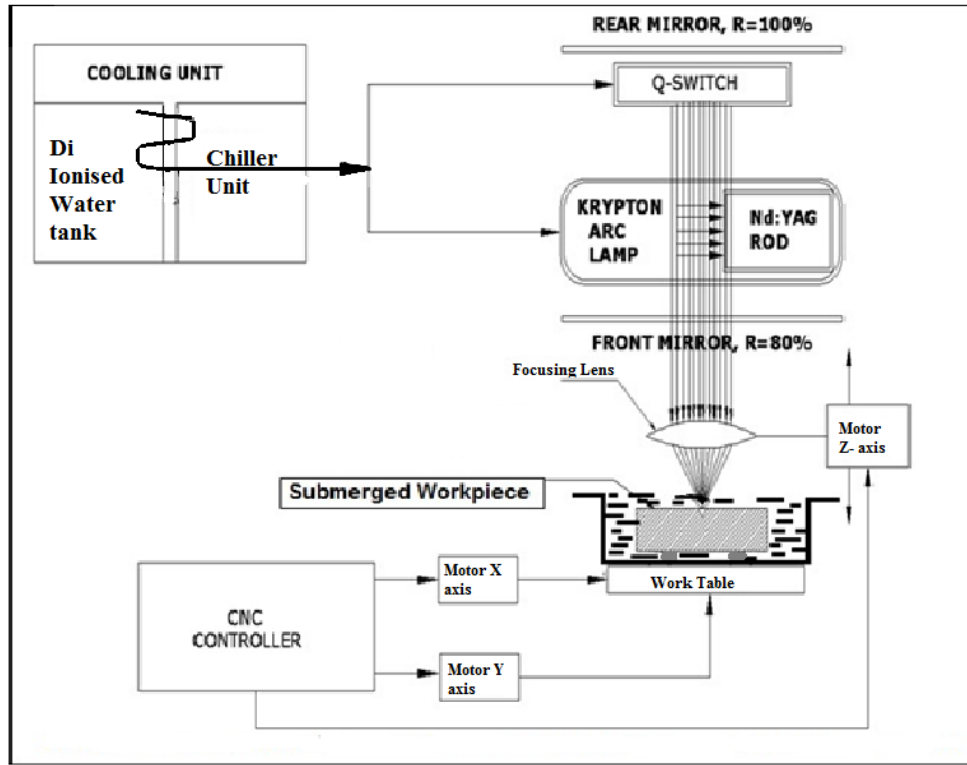 REAR MIRROR, R=100%
COOLING UNIT
Q-SWITCH
Di
Ionised
Water
tank
Chiller
Unit
KRYPTON
ARC
LAMP
Nd:YAG
ROD
FRONT MIRROR, R=80%
Focusing Lens
Motor
Z- axis
Submerged Workpiece
Motor X
axis
Work Table
CNC
CONTROLLER
Motor Y
axis